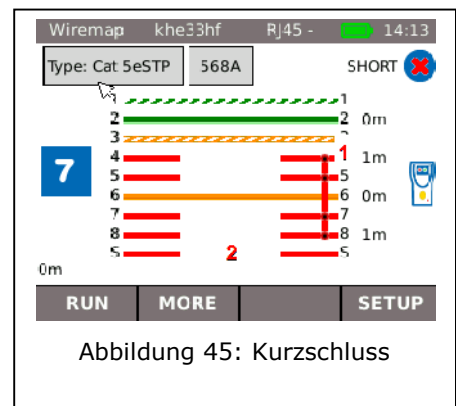 Wiremap khe33hf RJ45 - 14:13
Type: Cat 5eSTP 568A SHORT
1 1
2 2 0m
3
4 1 1m
7 5 5
6 6 0m
7 7
8 8 1m
S 2 S
0m
RUN MORE SETUP
Abbildung 45: Kurzschluss